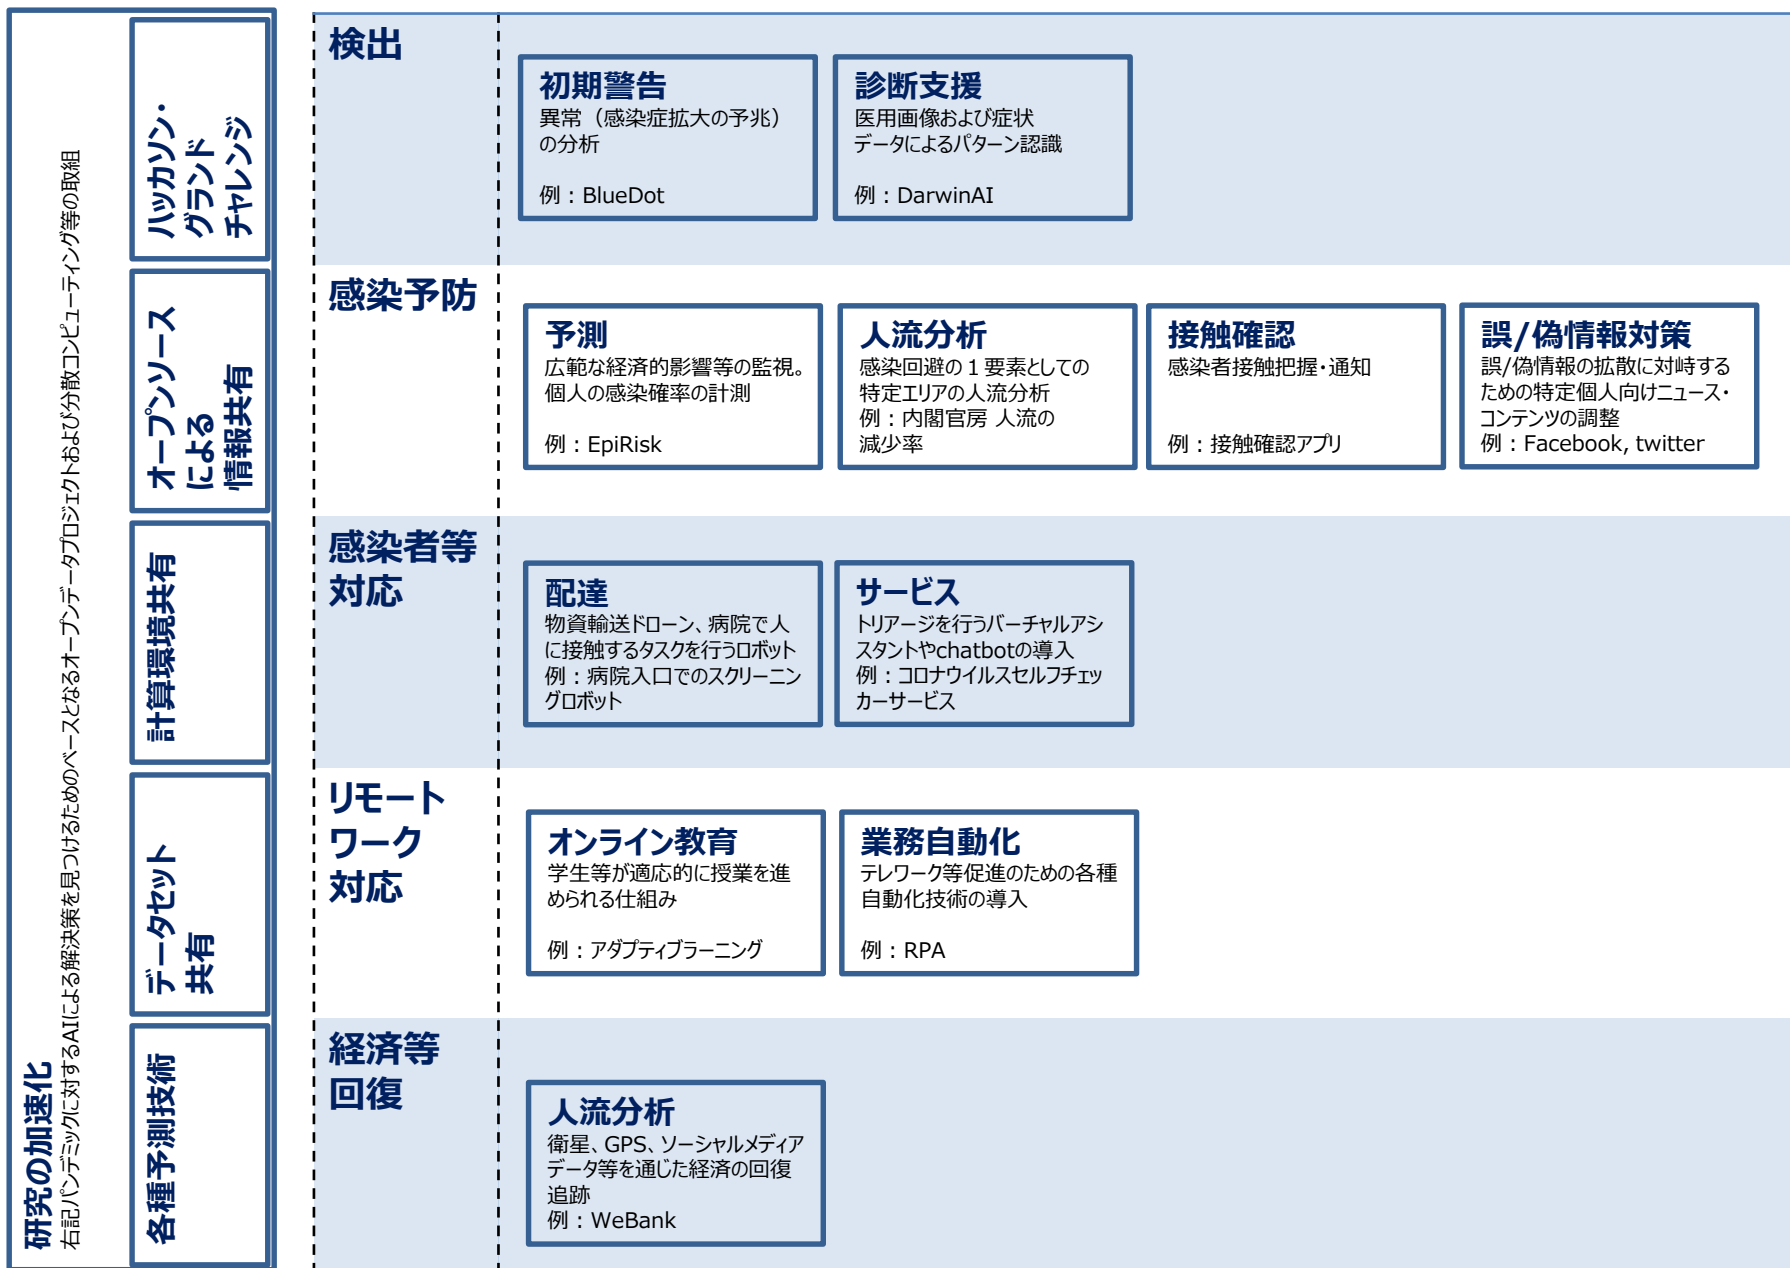 研究の加速化
右記パンデミックに対するAIによる解決策を見つけるためのベースとなるオープンデータプロジェクトおよび分散コンピューティング等の取組
ハッカソン・
グランド
チャレンジ
オープンソース
による
情報共有
計算環境共有
データセット
共有
各種予測技術
検出
初期警告
異常（感染症拡大の予兆）
の分析
例：BlueDot
診断支援
医用画像および症状
データによるパターン認識
例：DarwinAI
感染予防
予測
広範な経済的影響等の監視。
個人の感染確率の計測
例：EpiRisk
人流分析
感染回避の１要素としての
特定エリアの人流分析
例：内閣官房 人流の
減少率
接触確認
感染者接触把握・通知
例：接触確認アプリ
誤/偽情報対策
誤/偽情報の拡散に対峙する
ための特定個人向けニュース・
コンテンツの調整
例：Facebook, twitter
感染者等
対応
配達
物資輸送ドローン、病院で人
に接触するタスクを行うロボット
例：病院入口でのスクリーニン
グロボット
サービス
トリアージを行うバーチャルアシ
スタントやchatbotの導入
例：コロナウイルスセルフチェッ
カーサービス
リモート
ワーク
対応
オンライン教育
学生等が適応的に授業を進
められる仕組み
例：アダプティブラーニング
業務自動化
テレワーク等促進のための各種
自動化技術の導入
例：RPA
経済等
回復
人流分析
衛星、GPS、ソーシャルメディア
データ等を通じた経済の回復
追跡
例：WeBank